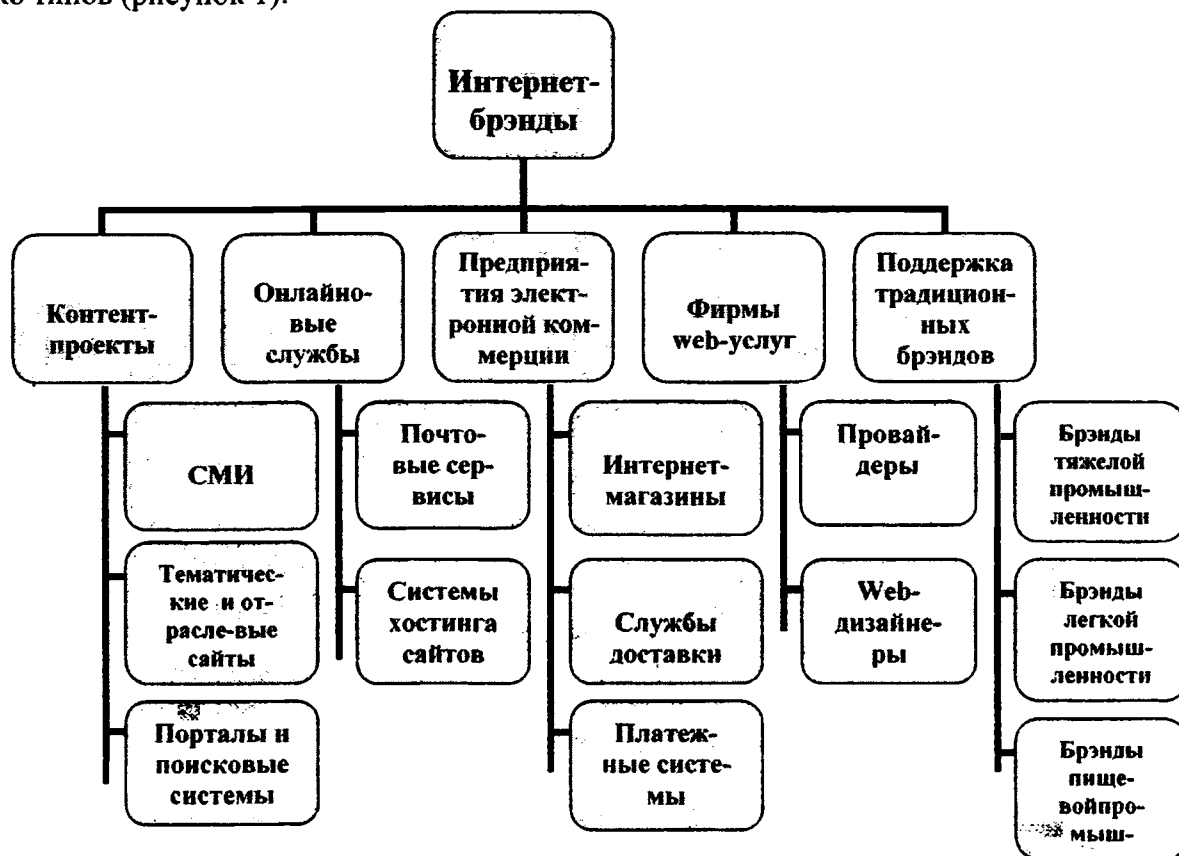 ко типов (рисунок 1).
Интернет-
брэнды
Контент-
проекты
Онлайно-
вые
службы
Предприя-
тия элект-
ронной ком-
мерции
Фирмы
web-услуг
Поддержка
традицион-
ных
брэндов
СМИ
Тематичес-
кие и от-
расле-вые
сайты
Порталы и
поисковые
системы
Почто-
вые сер-
висы
Системы
хостинга
сайтов
Интернет-
магазины
Службы
доставки
Платеж-
ные систе-
мы
Провай-
деры
Web-
дизайне-
ры
Брэнды
тяжелой
промыш-
ленности
Брэнды
легкой
промыш-
ленности
Брэнды
пище-
войпро-
мыш-